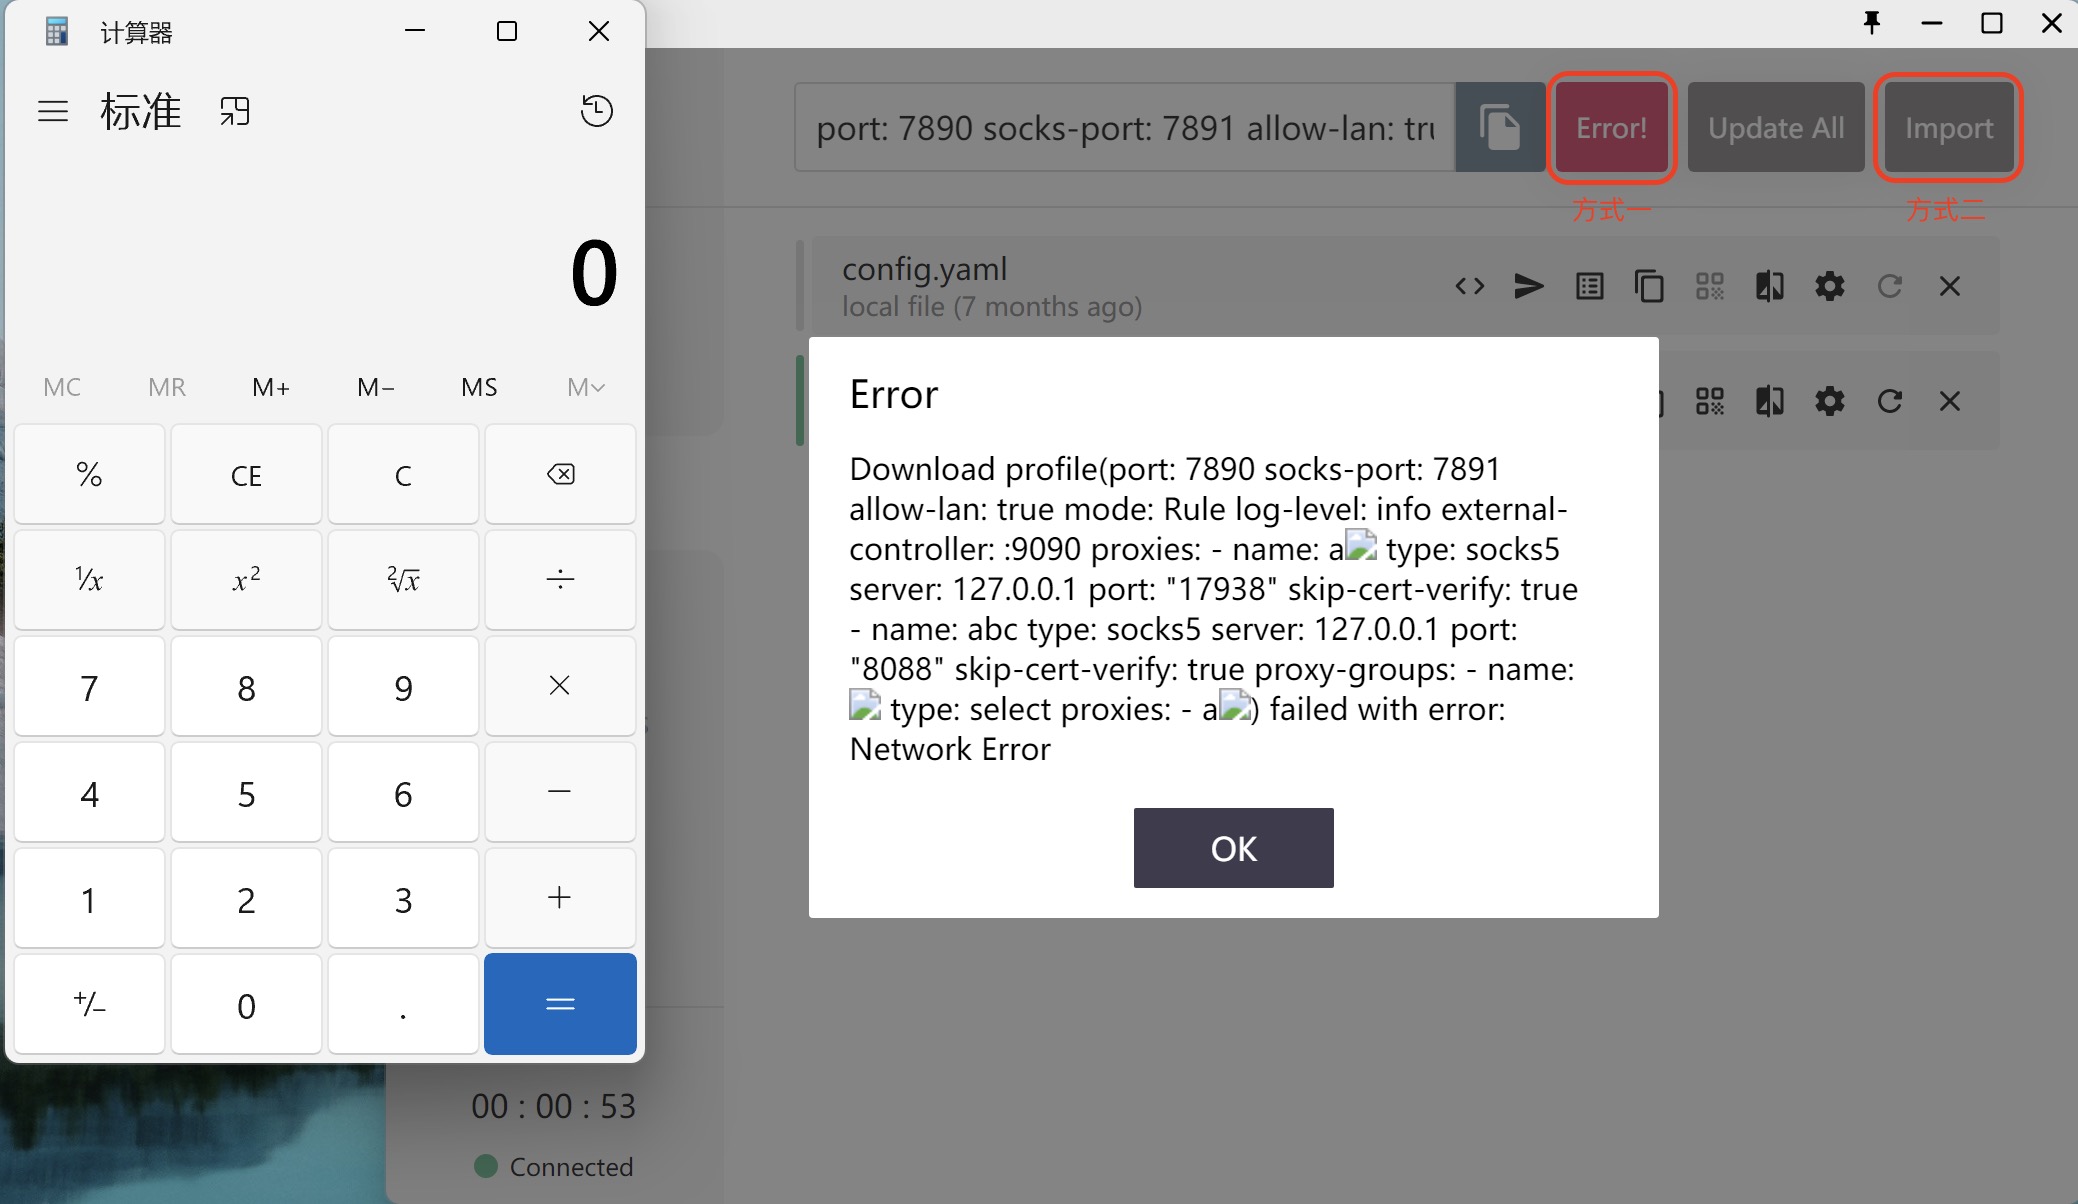 计算器
标准
0
MC MR M+ M− MS M
% CE C
¹/x x² ²√x ÷
7 8 9 ×
4 5 6 −
1 2 3 +
+/− 0 . =
port: 7890 socks-port: 7891 allow-lan: tru
Error! Update All Import
方式一 方式二
config.yaml
local file (7 months ago)
Error
Download profile(port: 7890 socks-port: 7891
allow-lan: true mode: Rule log-level: info external-
controller: :9090 proxies: - name: a type: socks5
server: 127.0.0.1 port: "17938" skip-cert-verify: true
- name: abc type: socks5 server: 127.0.0.1 port:
"8088" skip-cert-verify: true proxy-groups: - name:
type: select proxies: - a) failed with error:
Network Error
OK
00 : 00 : 53
Connected